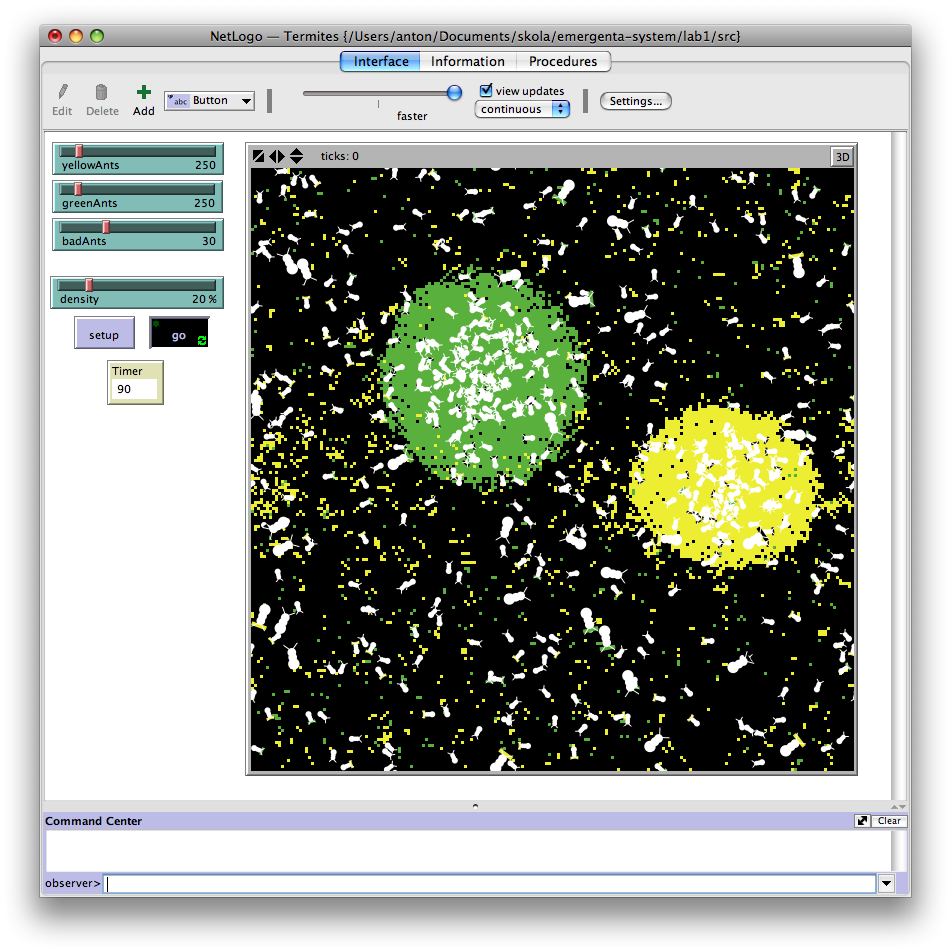 NetLogo — Termites {/Users/anton/Documents/skola/emergenta-system/lab1/src}
Interface Information Procedures
Edit Delete Add abc Button faster view updates continuous Settings...
yellowAnts 250
greenAnts 250
badAnts 30
density 20 %
setup go
Timer
90
ticks: 0 3D
Command Center Clear
observer>